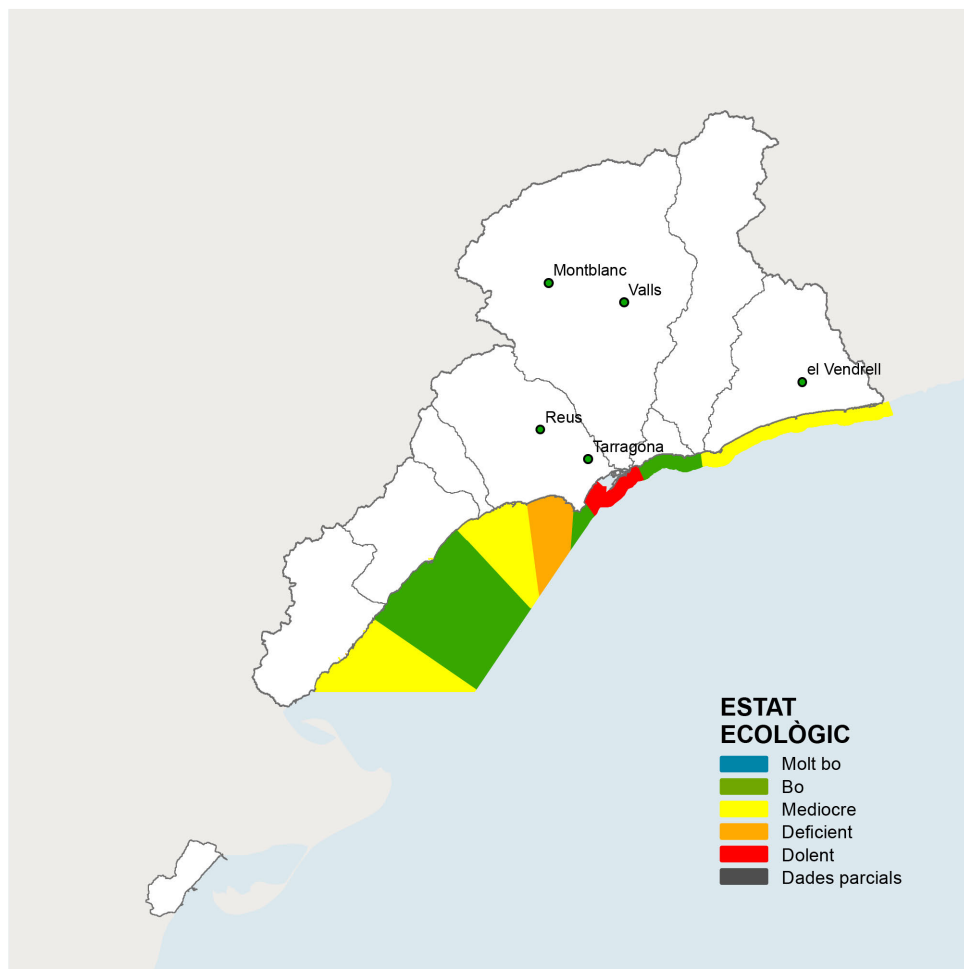 Montblanc
Valls
el Vendrell
Reus
Tarragona
ESTAT
ECOLÒGIC
Molt bo
Bo
Mediocre
Deficient
Dolent
Dades parcials